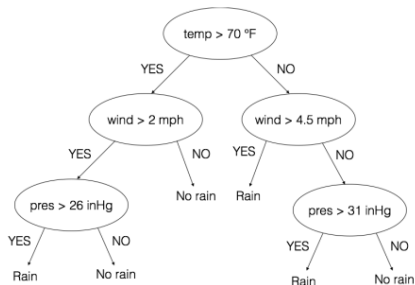 temp > 70 ºF
YES
NO
wind > 2 mph
wind > 4.5 mph
YES
NO
YES
NO
No rain
Rain
pres > 26 inHg
pres > 31 inHg
YES
NO
YES
NO
Rain
No rain
Rain
No rain